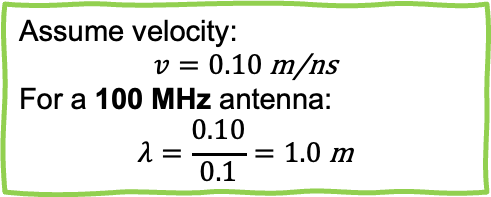 Assume velocity:
v = 0.10 m/ns
For a 100 MHz antenna:
λ = 0.10/0.1 = 1.0 m